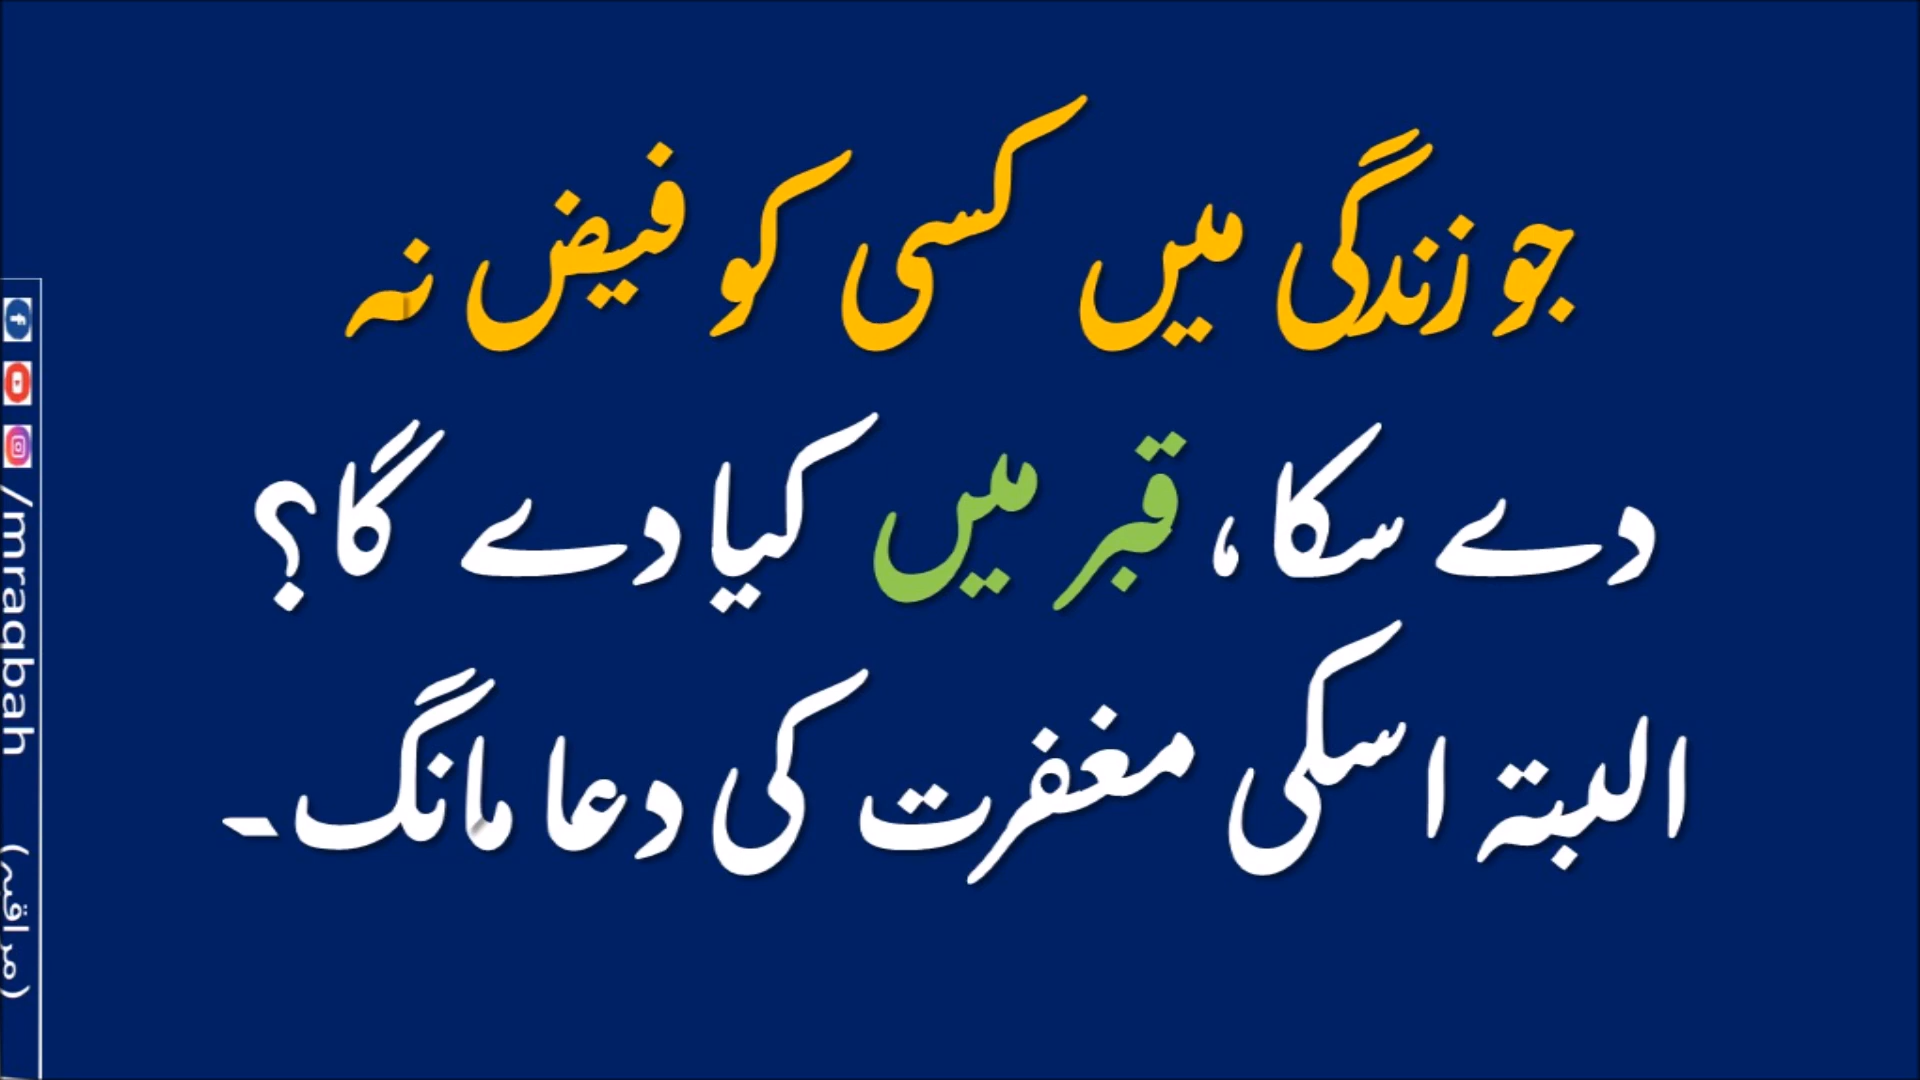 جو زندگی میں کسی کو فیض نہ
دے سکا، قبر میں کیا دے گا؟
البتہ اسکی مغفرت کی دعا مانگ۔
/mraqbah (مراقبہ)